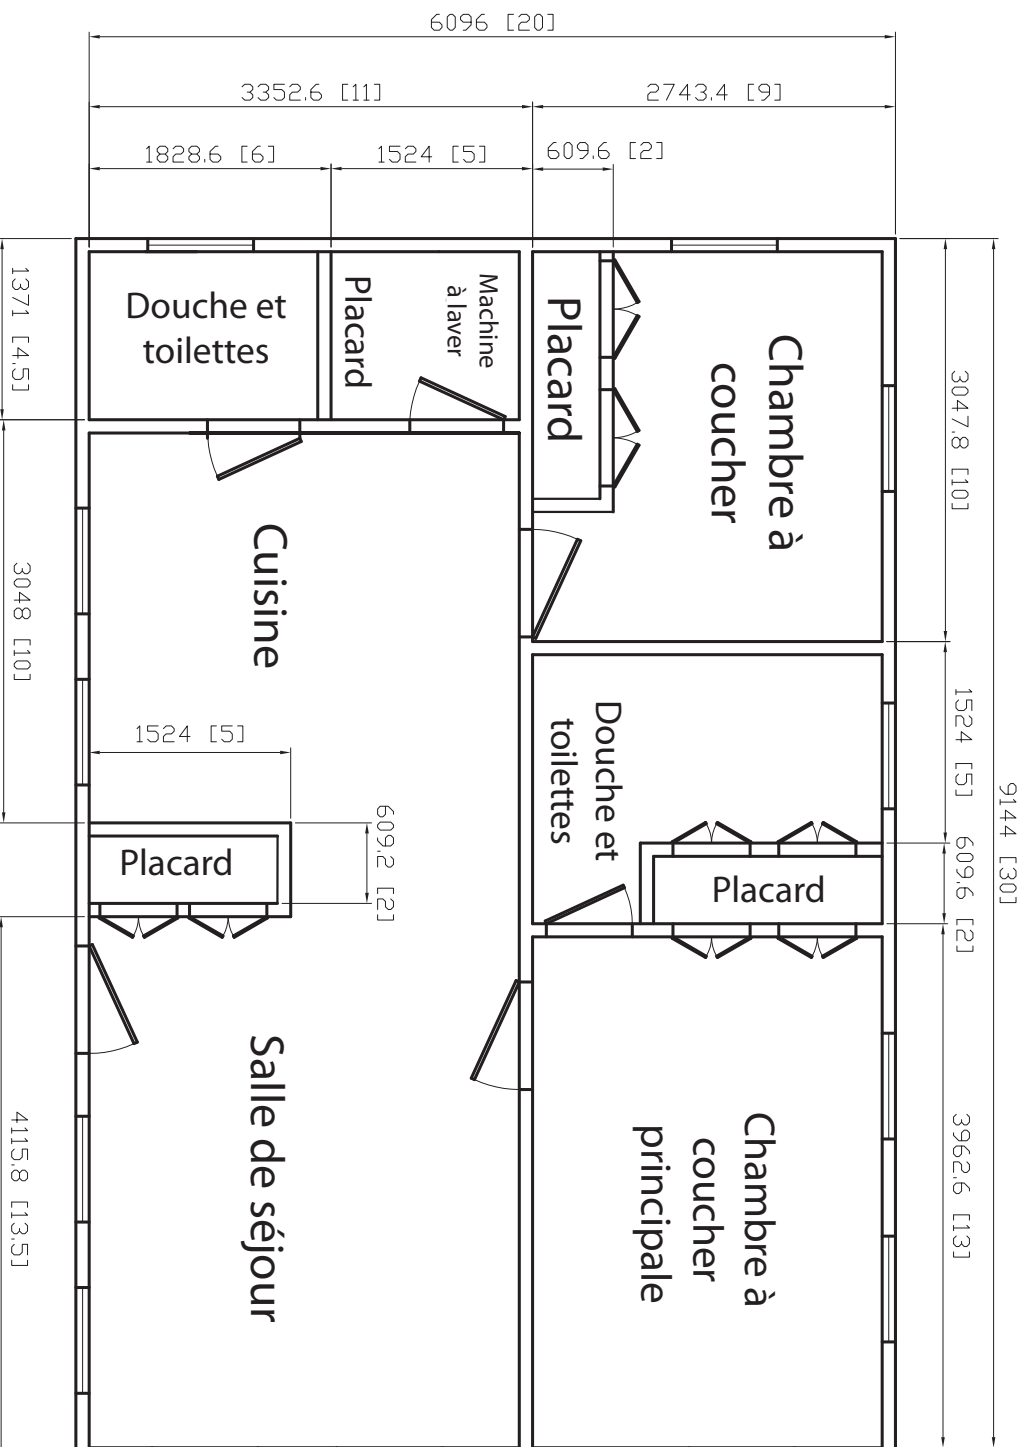 6096 [20]
3352.6 [11]
2743.4 [9]
1828.6 [6]
1524 [5]
609.6 [2]
1371 [4.5]
3048 [10]
4115.8 [13.5]
Douche et
toilettes
Placard
Machine
à laver
Placard
Chambre à
coucher
3047.8 [10]
1524 [5]
609.6 [2]
3962.6 [13]
9144 [30]
Cuisine
1524 [5]
609.2 [2]
Placard
Douche et
toilettes
Placard
Salle de séjour
Chambre à
coucher
principale